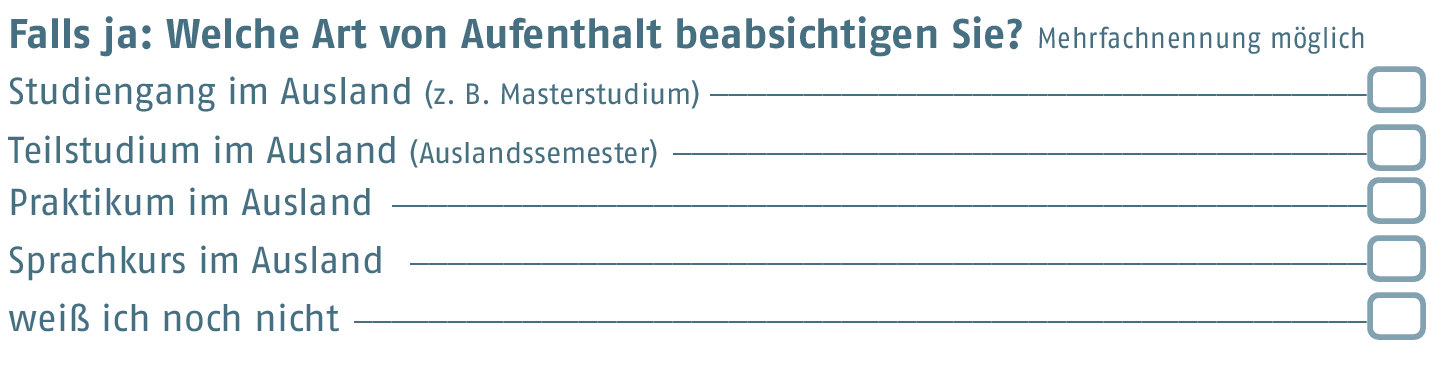 Falls ja: Welche Art von Aufenthalt beabsichtigen Sie? Mehrfachnennung möglich
Studiengang im Ausland (z. B. Masterstudium)
Teilstudium im Ausland (Auslandssemester)
Praktikum im Ausland
Sprachkurs im Ausland
weiß ich noch nicht